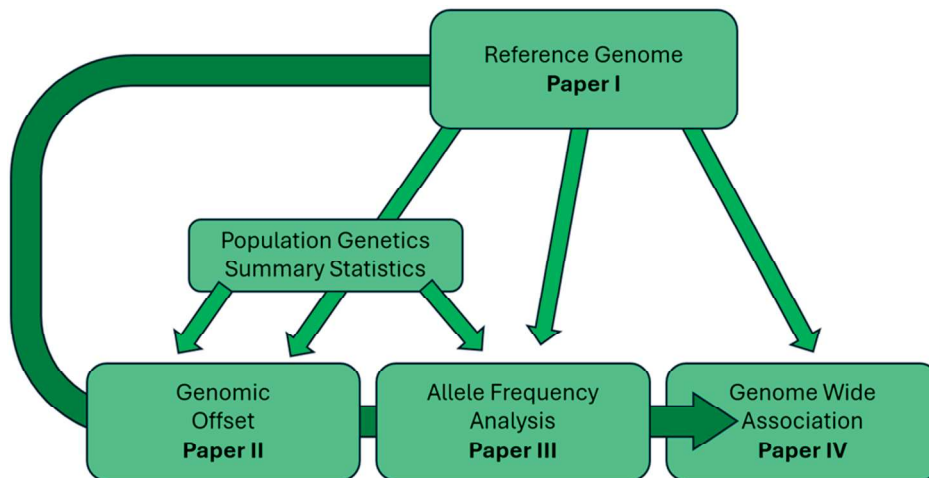 Reference Genome
Paper I
Population Genetics
Summary Statistics
Genomic
Offset
Paper II
Allele Frequency
Analysis
Paper III
Genome Wide
Association
Paper IV